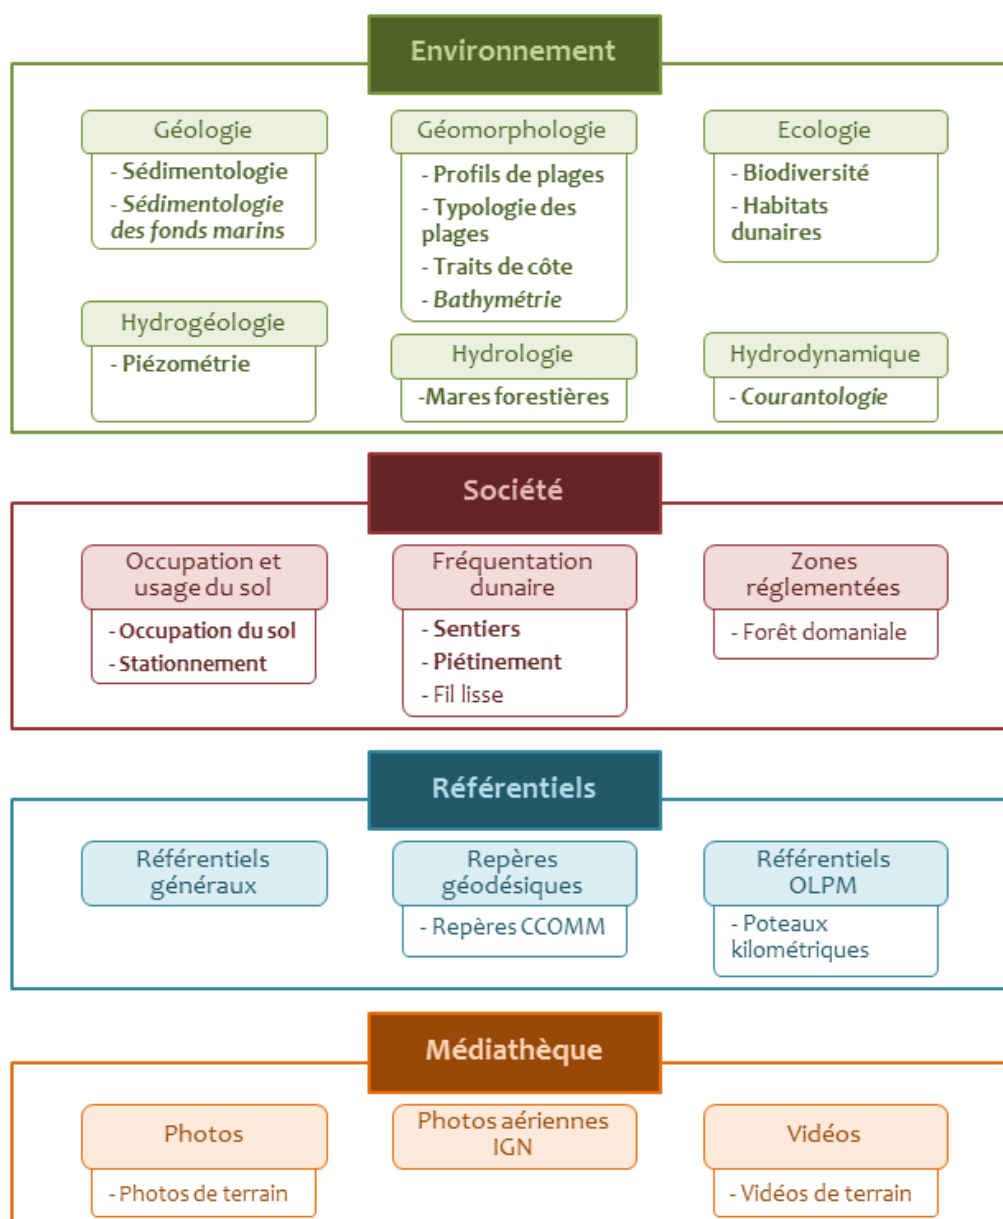 Environnement
Géologie
- Sédimentologie
- Sédimentologie
des fonds marins
Géomorphologie
- Profils de plages
- Typologie des
plages
- Traits de côte
- Bathymétrie
Ecologie
- Biodiversité
- Habitats
dunaires
Hydrogéologie
- Piézométrie
Hydrologie
-Mares forestières
Hydrodynamique
- Courantologie
Société
Occupation et
usage du sol
- Occupation du sol
- Stationnement
Fréquentation
dunaire
- Sentiers
- Piétinement
- Fil lisse
Zones
réglementées
- Forêt domaniale
Référentiels
Référentiels
généraux
Repères
géodésiques
- Repères CCOMM
Référentiels
OLPM
- Poteaux
kilométriques
Médiathèque
Photos
- Photos de terrain
Photos aériennes
IGN
Vidéos
- Vidéos de terrain